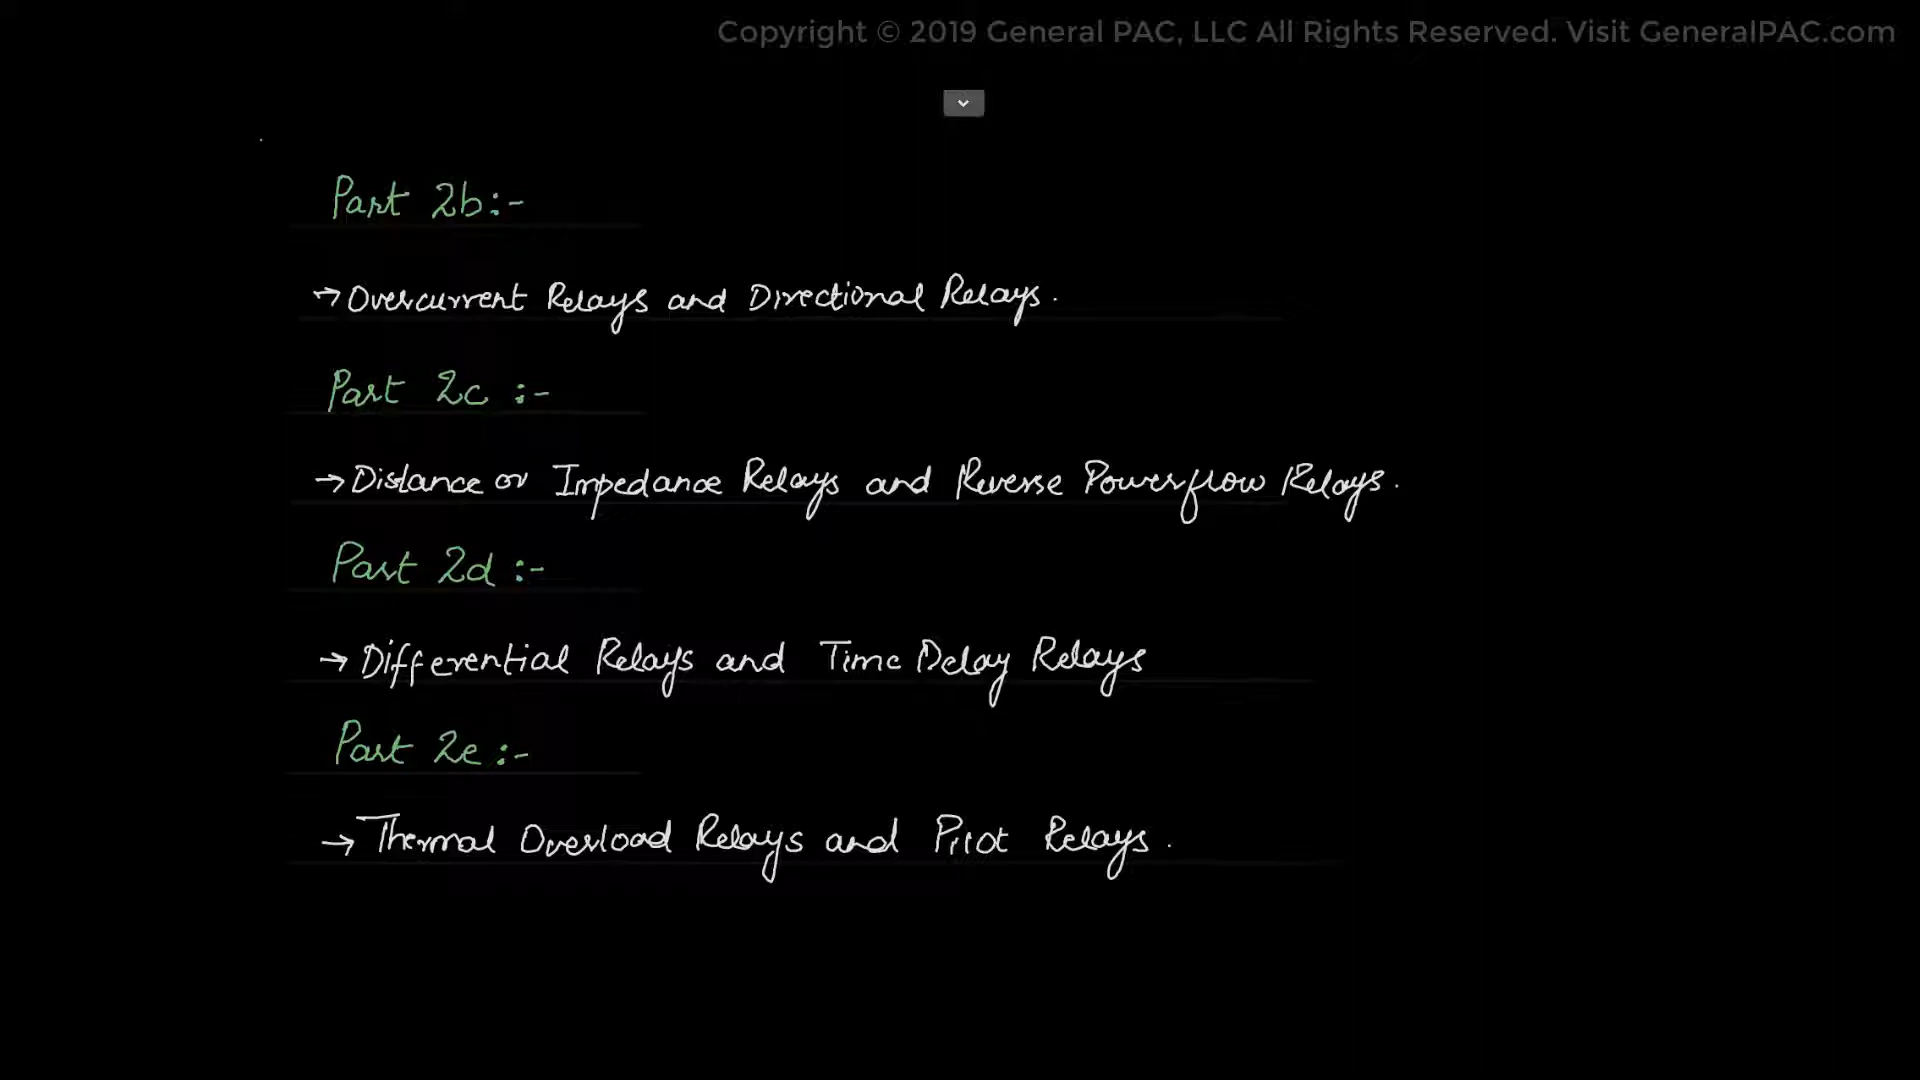 Copyright © 2019 General PAC, LLC All Rights Reserved. Visit GeneralPAC.com
Part 2b:-
→ Overcurrent Relays and Directional Relays.
Part 2c :-
→ Distance or Impedance Relays and Reverse Powerflow Relays.
Part 2d :-
→ Differential Relays and Time Delay Relays
Part 2e :-
→ Thermal Overload Relays and Pilot Relays.